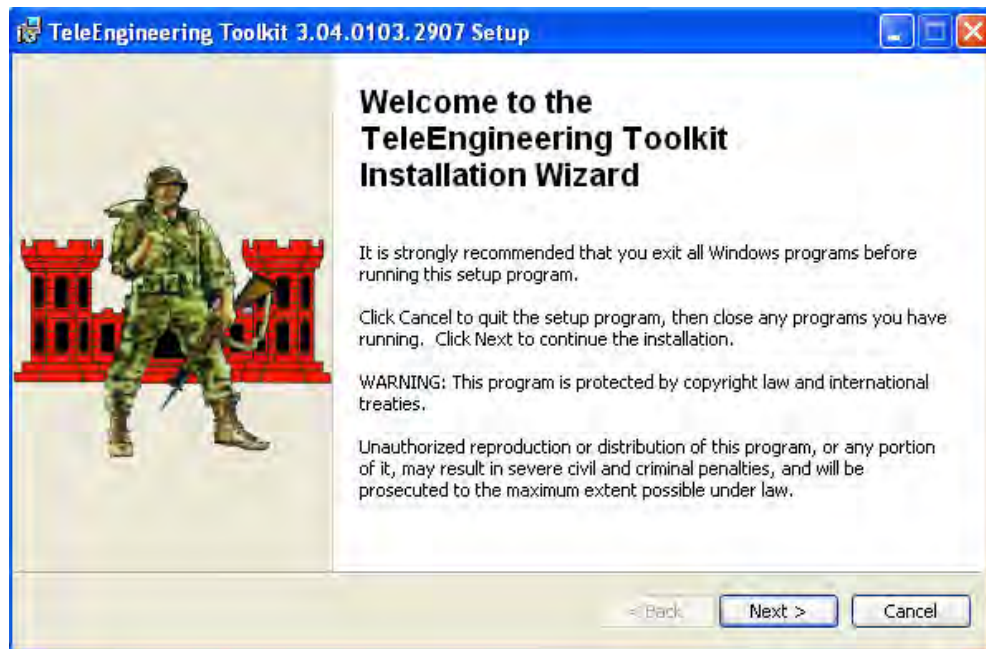 TeleEngineering Toolkit 3.04.0103.2907 Setup
Welcome to the
TeleEngineering Toolkit
Installation Wizard
It is strongly recommended that you exit all Windows programs before
running this setup program.
Click Cancel to quit the setup program, then close any programs you have
running. Click Next to continue the installation.
WARNING: This program is protected by copyright law and international
treaties.
Unauthorized reproduction or distribution of this program, or any portion
of it, may result in severe civil and criminal penalties, and will be
prosecuted to the maximum extent possible under law.
< Back Next > Cancel